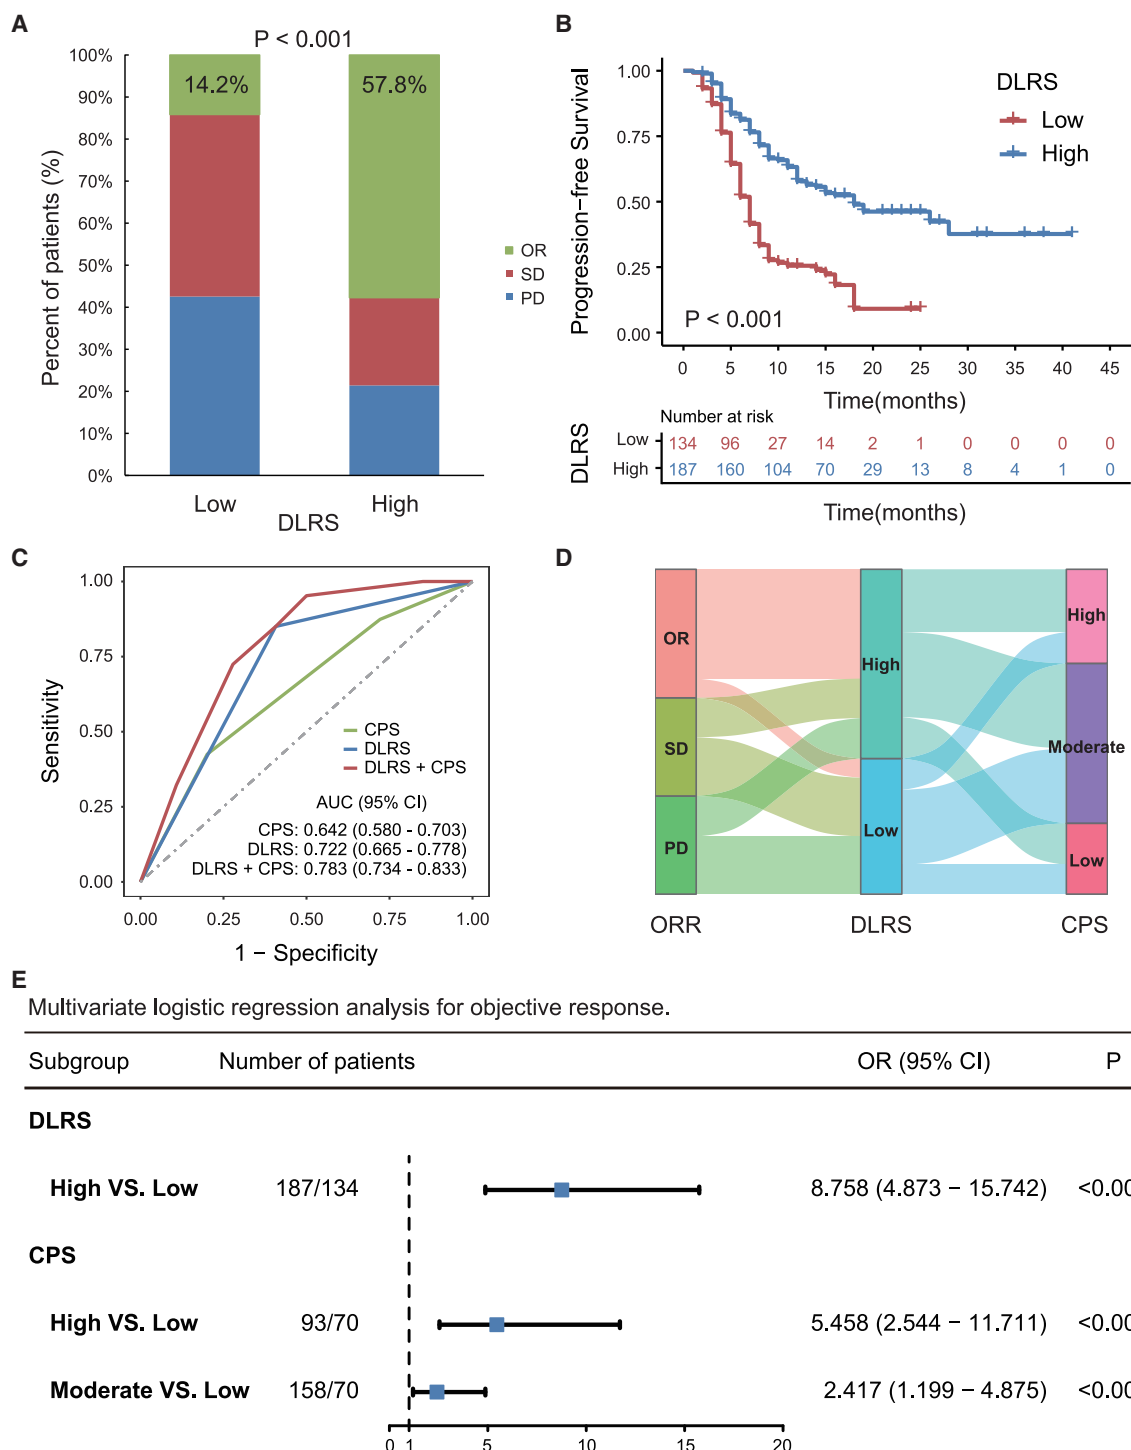 A
P < 0.001
100%
90%
80%
70%
60%
50%
40%
30%
20%
10%
0%
Percent of patients (%)
14.2%
57.8%
OR
SD
PD
Low
High
DLRS
B
Progression-free Survival
1.00
0.75
0.50
0.25
0.00
DLRS
Low
High
P < 0.001
0 5 10 15 20 25 30 35 40 45
Time(months)
Number at risk
DLRS
Low 134 96 27 14 2 1 0 0 0 0
High 187 160 104 70 29 13 8 4 1 0
Time(months)
C
Sensitivity
1.00
0.75
0.50
0.25
0.00
CPS
DLRS
DLRS + CPS
AUC (95% CI)
CPS: 0.642 (0.580 - 0.703)
DLRS: 0.722 (0.665 - 0.778)
DLRS + CPS: 0.783 (0.734 - 0.833)
0.00 0.25 0.50 0.75 1.00
1 − Specificity
D
OR
SD
PD
High
Low
High
Moderate
Low
ORR DLRS CPS
E
Multivariate logistic regression analysis for objective response.
Subgroup Number of patients OR (95% CI) P
DLRS
High VS. Low 187/134 8.758 (4.873 − 15.742) <0.00
CPS
High VS. Low 93/70 5.458 (2.544 − 11.711) <0.00
Moderate VS. Low 158/70 2.417 (1.199 − 4.875) <0.00
0 1 5 10 15 20